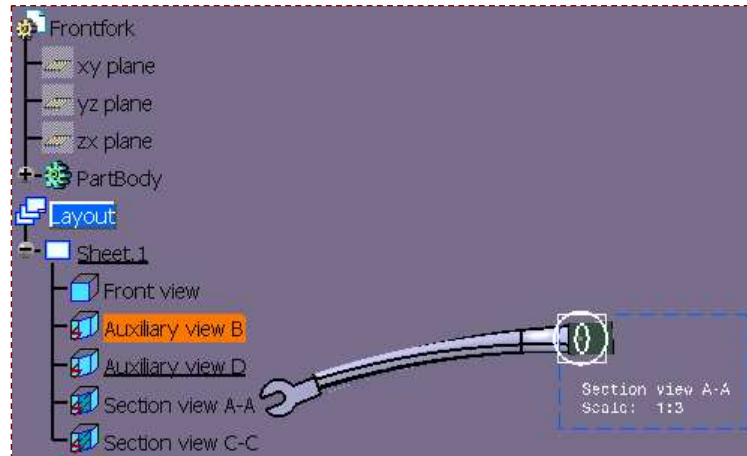 Frontfork
xy plane
yz plane
zx plane
PartBody
Layout
Sheet.1
Front view
Auxiliary view B
Auxiliary view D
Section view A-A
Section view C-C
Section view A-A
Scale: 1:3